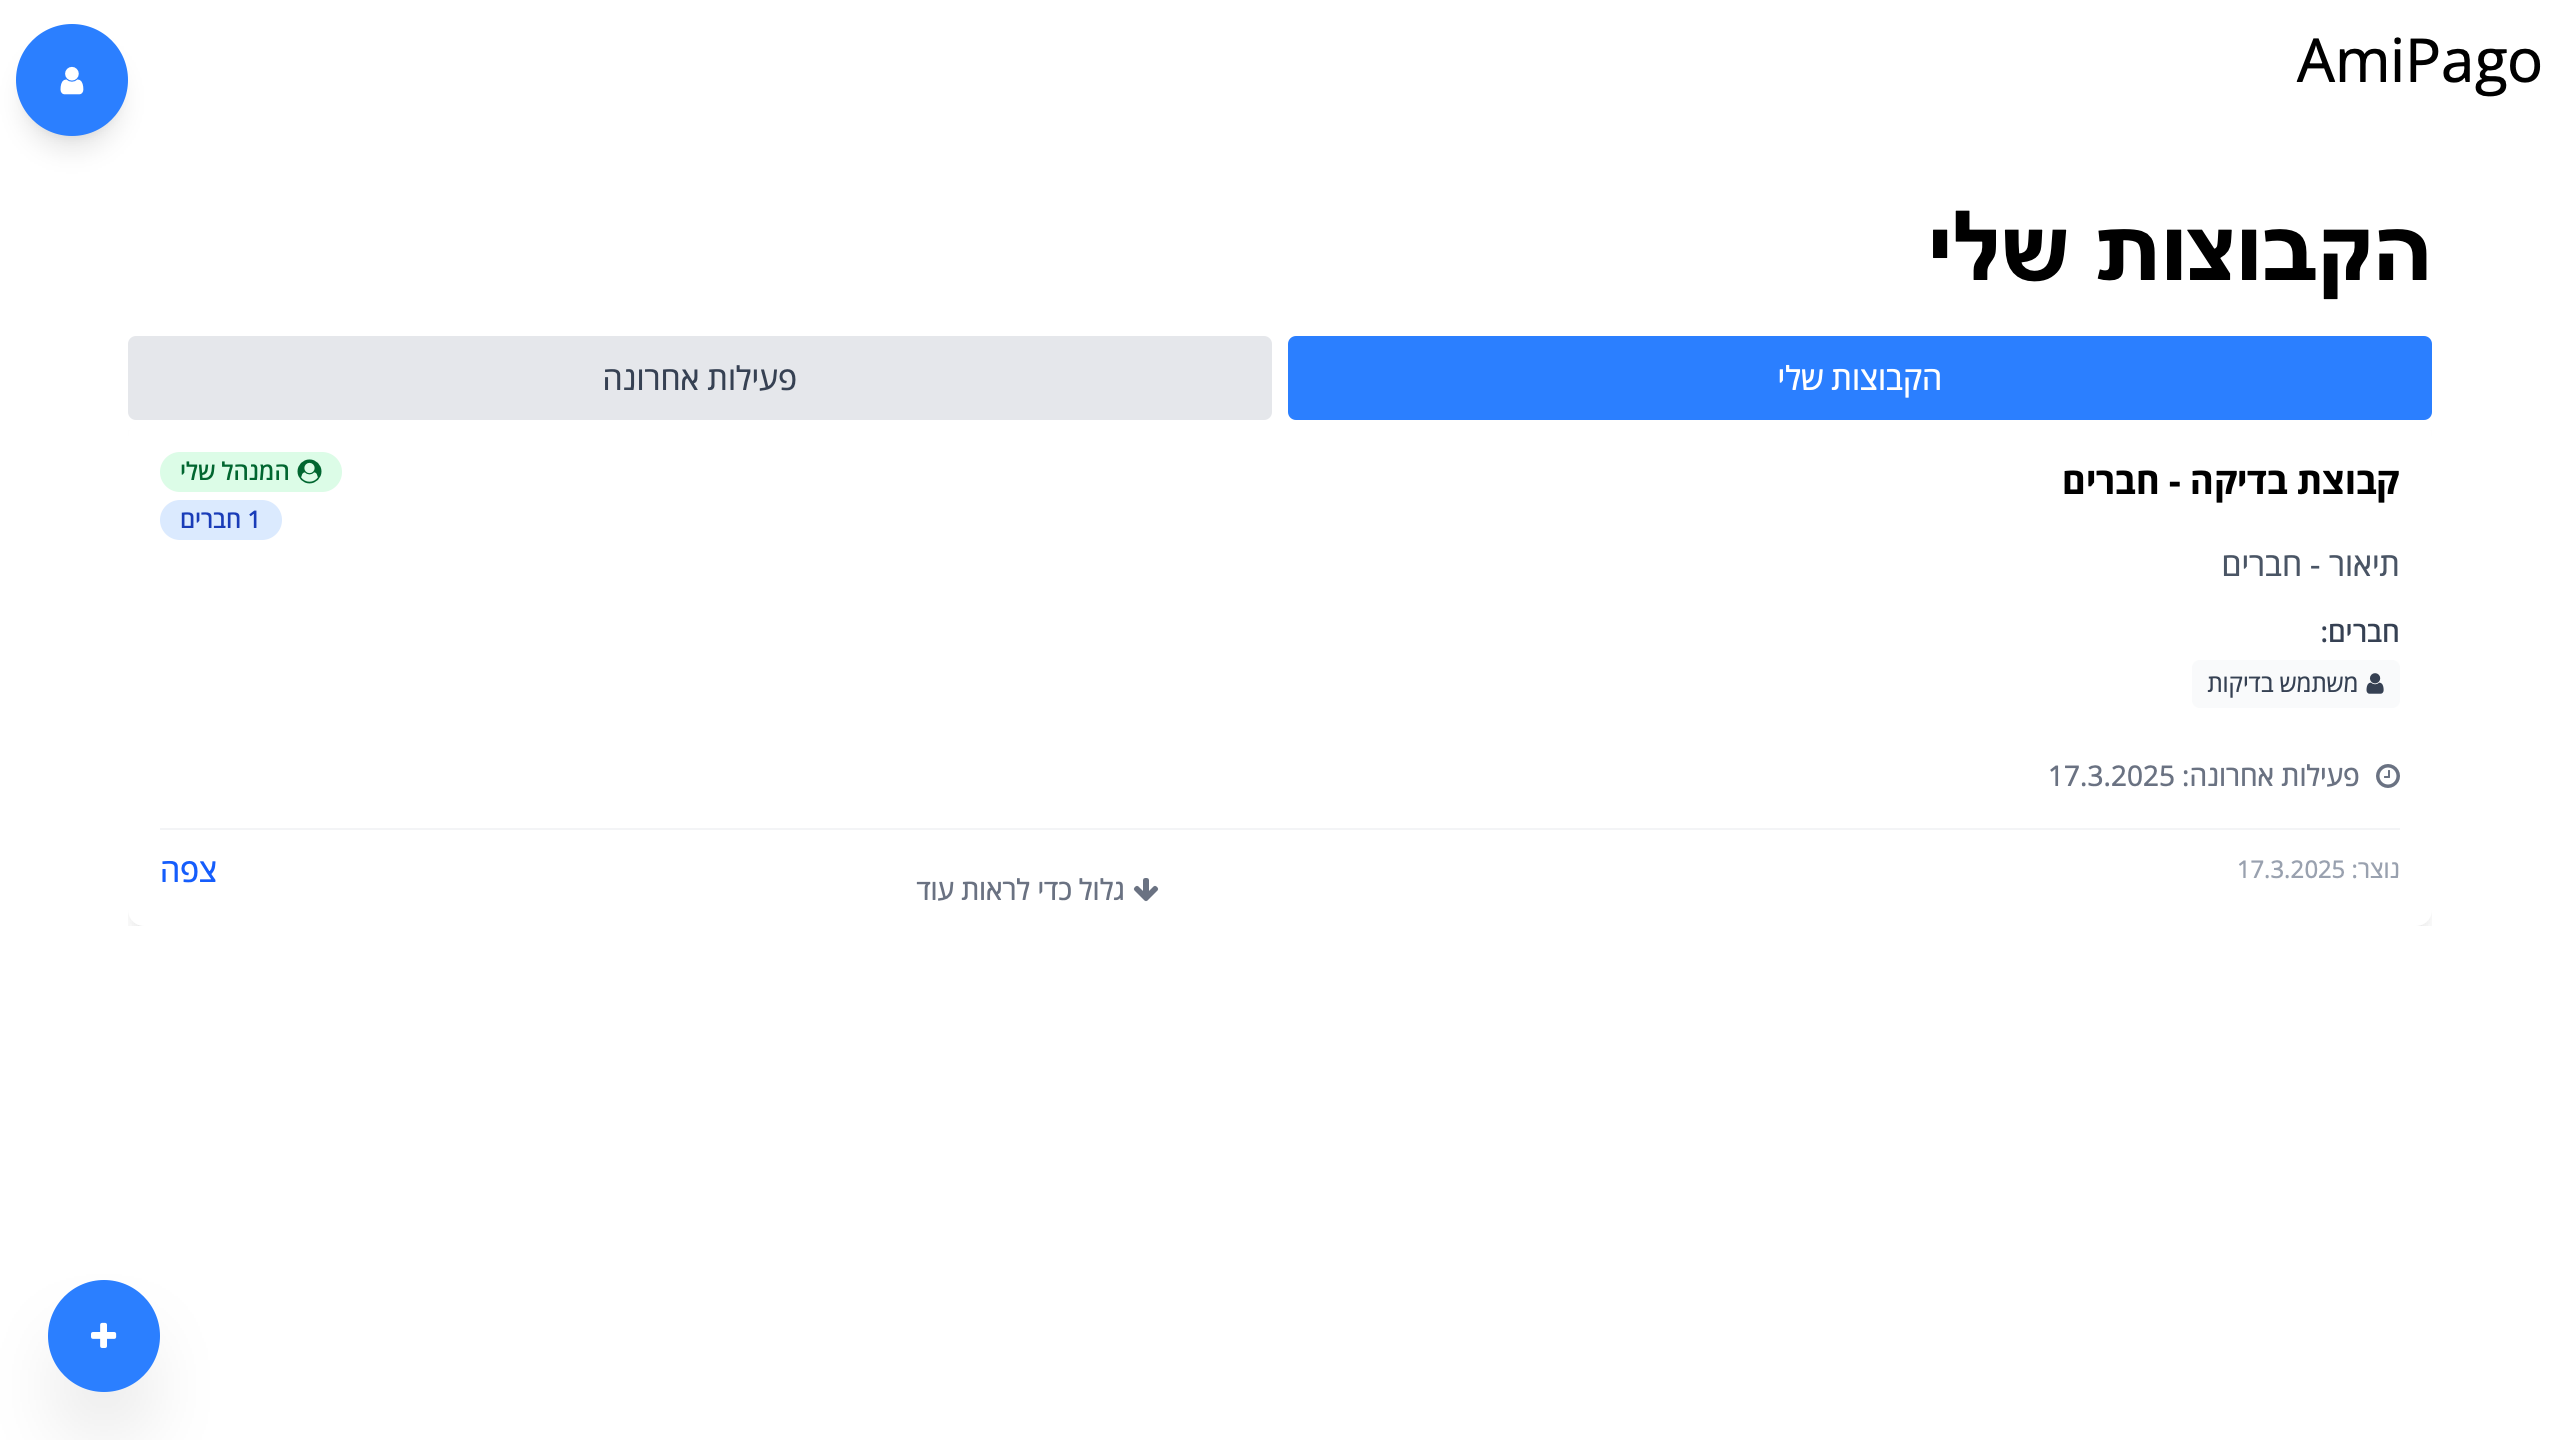 AmiPago
הקבוצות שלי
הקבוצות שלי
פעילות אחרונה
קבוצת בדיקה - חברים
המנהל שלי
1 חברים
תיאור - חברים
חברים:
משתמש בדיקות
פעילות אחרונה: 17.3.2025
נוצר: 17.3.2025
צפה
גלול כדי לראות עוד